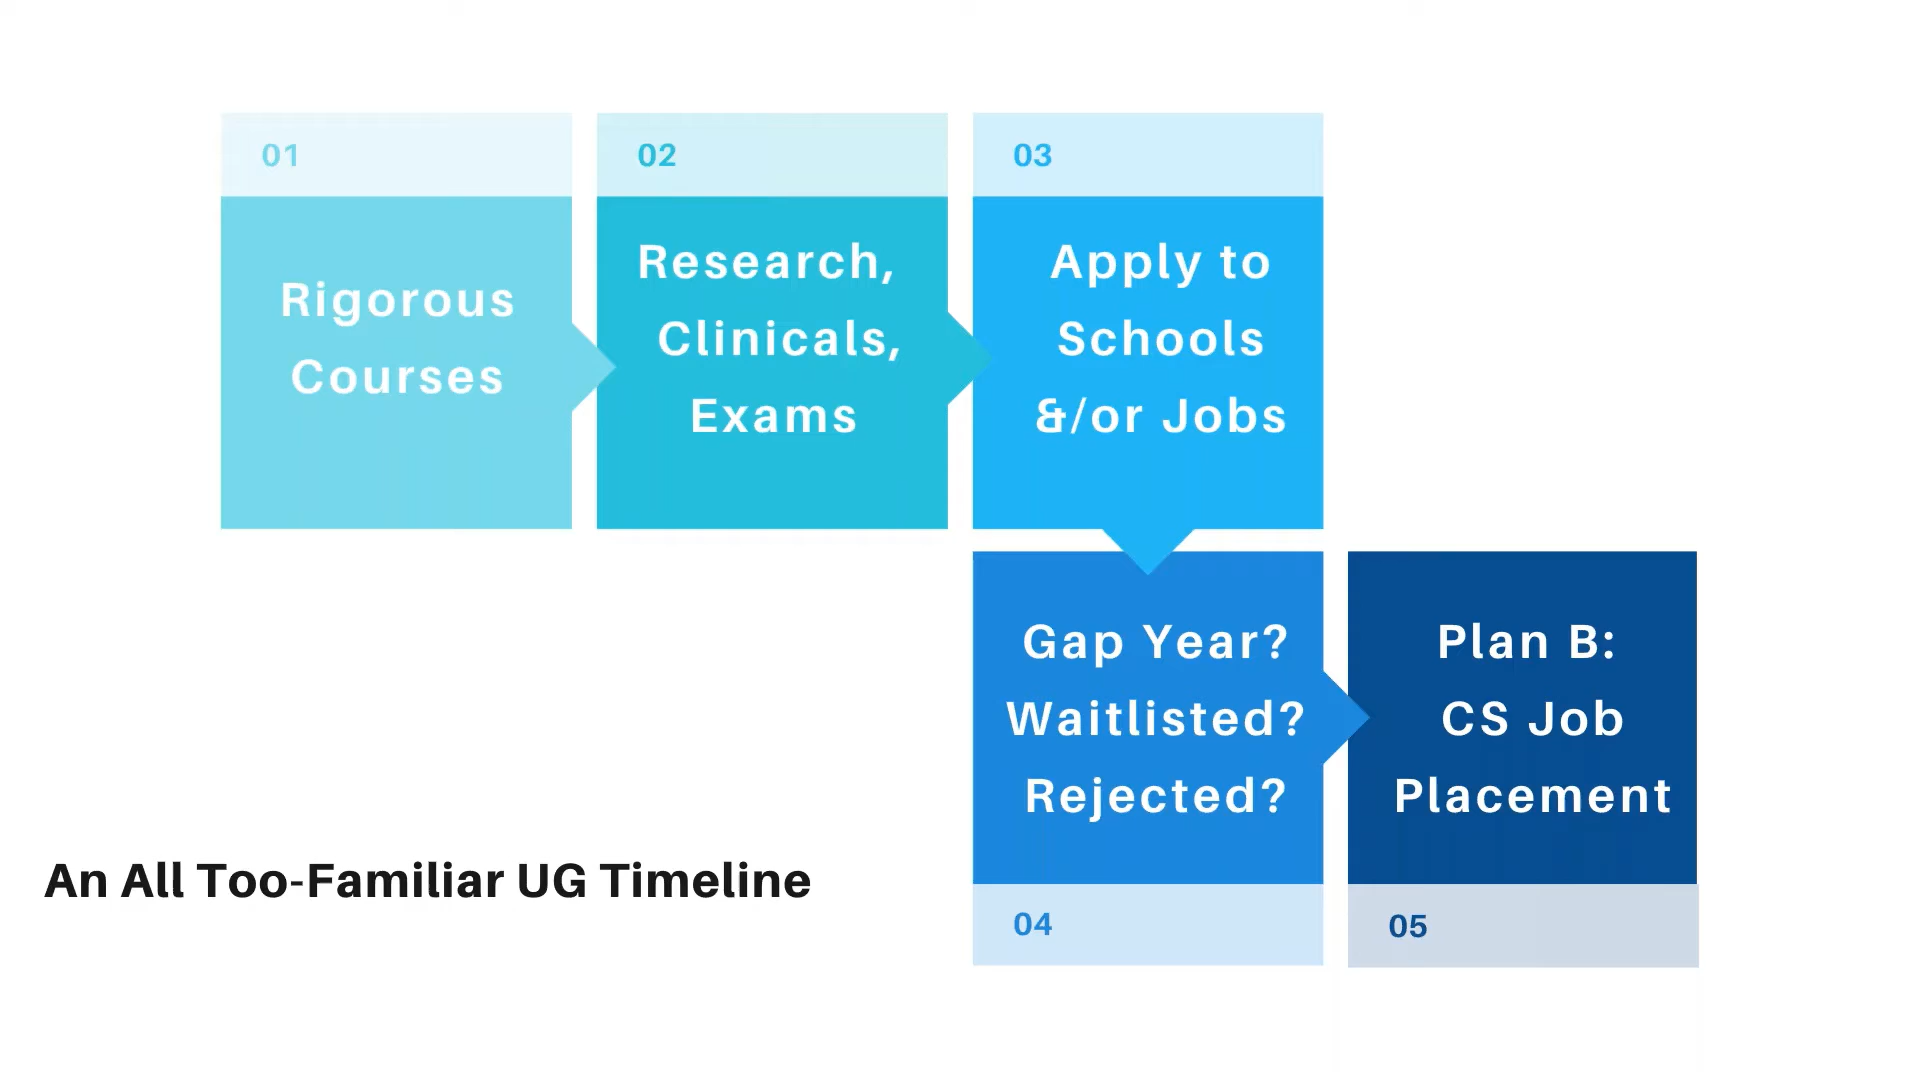 01
Rigorous
Courses
02
Research,
Clinicals,
Exams
03
Apply to
Schools
&/or Jobs
Gap Year?
Waitlisted?
Rejected?
04
Plan B:
CS Job
Placement
05
An All Too-Familiar UG Timeline